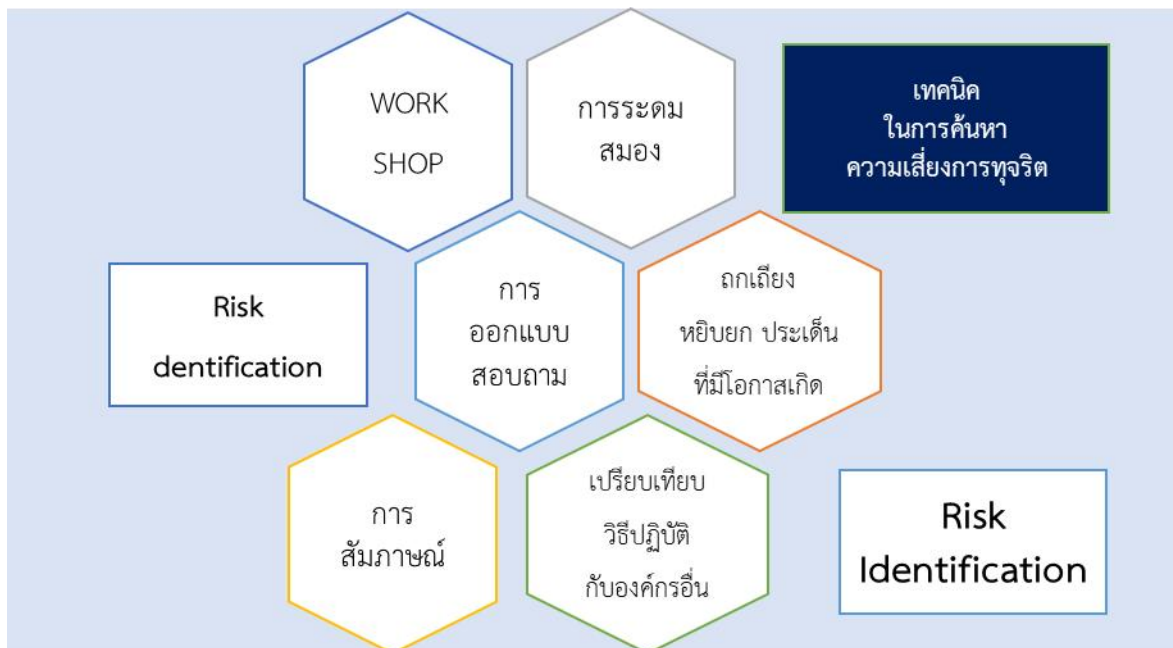 WORK
SHOP
การระดม
สมอง
เทคนิค
ในการค้นหา
ความเสี่ยงการทุจริต
Risk
dentification
การ
ออกแบบ
สอบถาม
ถกเถียง
หยิบยก ประเด็น
ที่มีโอกาสเกิด
การ
สัมภาษณ์
เปรียบเทียบ
วิธีปฏิบัติ
กับองค์กรอื่น
Risk
Identification